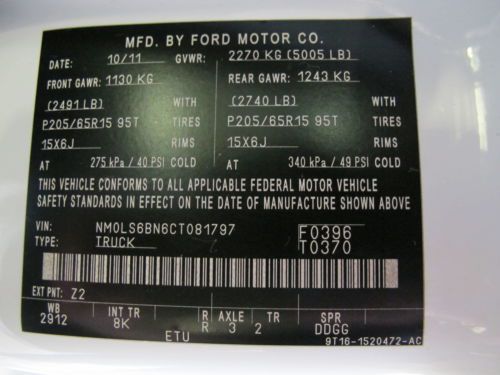 MFD. BY FORD MOTOR CO.
DATE: 10/11 GVWR: 2270 KG (5005 LB)
FRONT GAWR: 1130 KG REAR GAWR: 1243 KG
(2491 LB) WITH (2740 LB) WITH
P205/65R15 95T TIRES P205/65R15 95T TIRES
15X6J RIMS 15X6J RIMS
AT 275 kPa / 40 PSI COLD AT 340 kPa / 49 PSI COLD
THIS VEHICLE CONFORMS TO ALL APPLICABLE FEDERAL MOTOR VEHICLE
SAFETY STANDARDS IN EFFECT ON THE DATE OF MANUFACTURE SHOWN ABOVE
VIN: NM0LS6BN6CT081797 F0396
TYPE: TRUCK T0370
EXT PNT: Z2
WB INT TR R AXLE TR SPR
2912 8K R 3 2 DDGG
ETU 9T16-1520472-AC